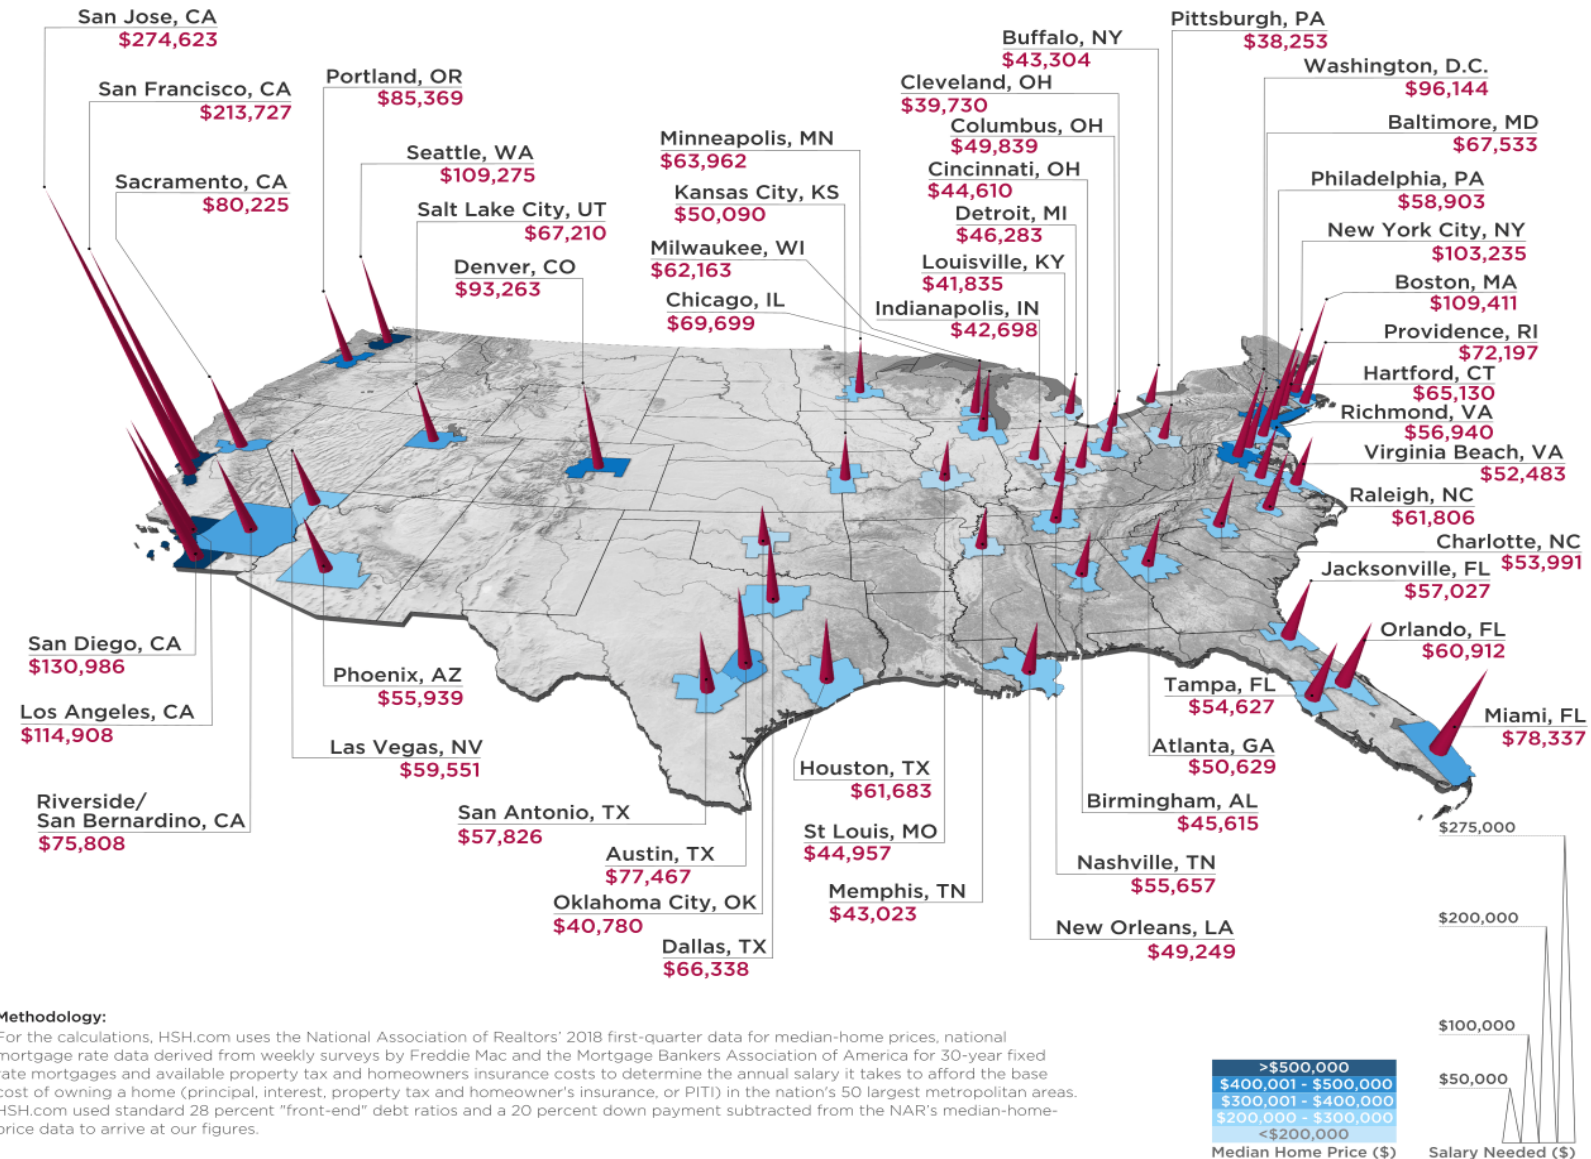 San Jose, CA
$274,623
San Francisco, CA
$213,727
Sacramento, CA
$80,225
Portland, OR
$85,369
Seattle, WA
$109,275
Salt Lake City, UT
$67,210
Denver, CO
$93,263
Minneapolis, MN
$63,962
Kansas City, KS
$50,090
Milwaukee, WI
$62,163
Chicago, IL
$69,699
Buffalo, NY
$43,304
Cleveland, OH
$39,730
Columbus, OH
$49,839
Cincinnati, OH
$44,610
Detroit, MI
$46,283
Louisville, KY
$41,835
Indianapolis, IN
$42,698
Pittsburgh, PA
$38,253
Washington, D.C.
$96,144
Baltimore, MD
$67,533
Philadelphia, PA
$58,903
New York City, NY
$103,235
Boston, MA
$109,411
Providence, RI
$72,197
Hartford, CT
$65,130
Richmond, VA
$56,940
Virginia Beach, VA
$52,483
Raleigh, NC
$61,806
Charlotte, NC
$53,991
Jacksonville, FL
$57,027
Orlando, FL
$60,912
Tampa, FL
$54,627
Miami, FL
$78,337
San Diego, CA
$130,986
Los Angeles, CA
$114,908
Riverside/
San Bernardino, CA
$75,808
Phoenix, AZ
$55,939
Las Vegas, NV
$59,551
San Antonio, TX
$57,826
Austin, TX
$77,467
Oklahoma City, OK
$40,780
Dallas, TX
$66,338
Houston, TX
$61,683
St Louis, MO
$44,957
Memphis, TN
$43,023
Atlanta, GA
$50,629
Birmingham, AL
$45,615
Nashville, TN
$55,657
New Orleans, LA
$49,249
Methodology:
For the calculations, HSH.com uses the National Association of Realtors' 2018 first-quarter data for median-home prices, national
mortgage rate data derived from weekly surveys by Freddie Mac and the Mortgage Bankers Association of America for 30-year fixed
rate mortgages and available property tax and homeowners insurance costs to determine the annual salary it takes to afford the base
cost of owning a home (principal, interest, property tax and homeowner's insurance, or PITI) in the nation's 50 largest metropolitan areas.
HSH.com used standard 28 percent "front-end" debt ratios and a 20 percent down payment subtracted from the NAR's median-home-
price data to arrive at our figures.
>$500,000
$400,001 - $500,000
$300,001 - $400,000
$200,000 - $300,000
<$200,000
Median Home Price ($)
$275,000
$200,000
$100,000
$50,000
Salary Needed ($)